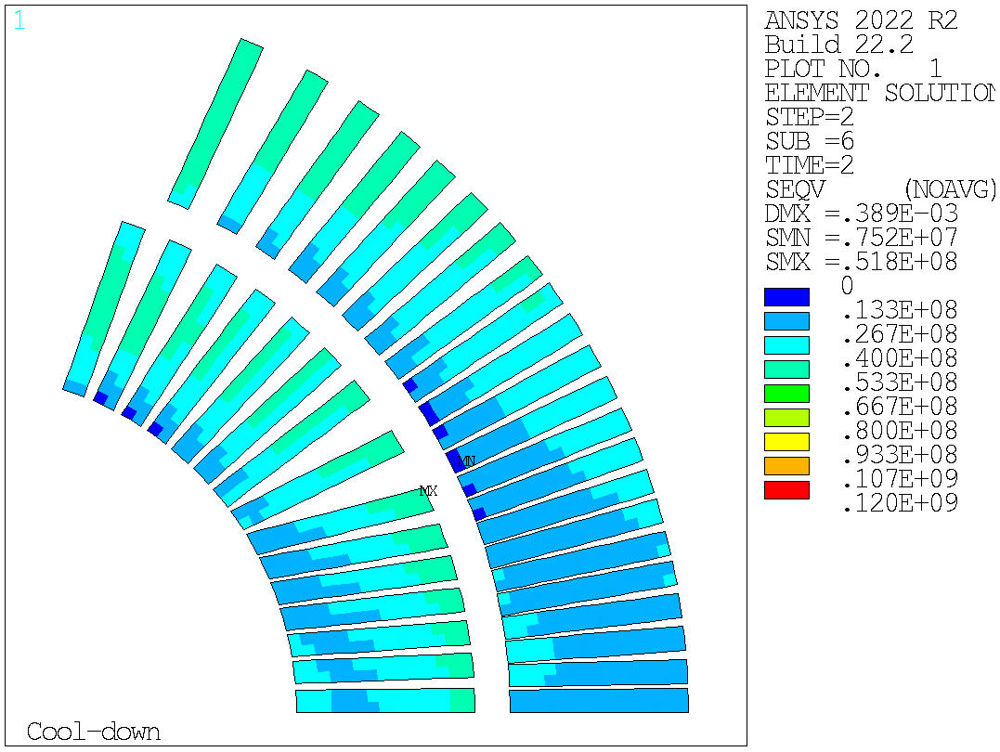 1
ANSYS 2022 R2
Build 22.2
PLOT NO. 1
ELEMENT SOLUTION
STEP=2
SUB =6
TIME=2
SEQV (NOAVG)
DMX =.389E-03
SMN =.752E+07
SMX =.518E+08
0
.133E+08
.267E+08
.400E+08
.533E+08
.667E+08
.800E+08
.933E+08
.107E+09
.120E+09
MN
MX
Cool-down